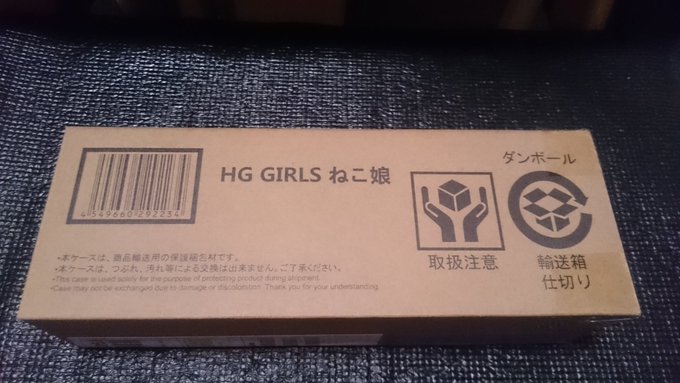 HG GIRLS ねこ娘
4549660292234
ダンボール
取扱注意
輸送箱
仕切り
・本ケースは、商品輸送用の保護梱包材です。
・本ケースは、つぶれ、汚れ等による交換は出来ません。ご了承ください。
・This case is used solely for the purpose of protecting product during shipment.
・Case may not be exchanged due to damage or discoloration. Thank you for your understanding.